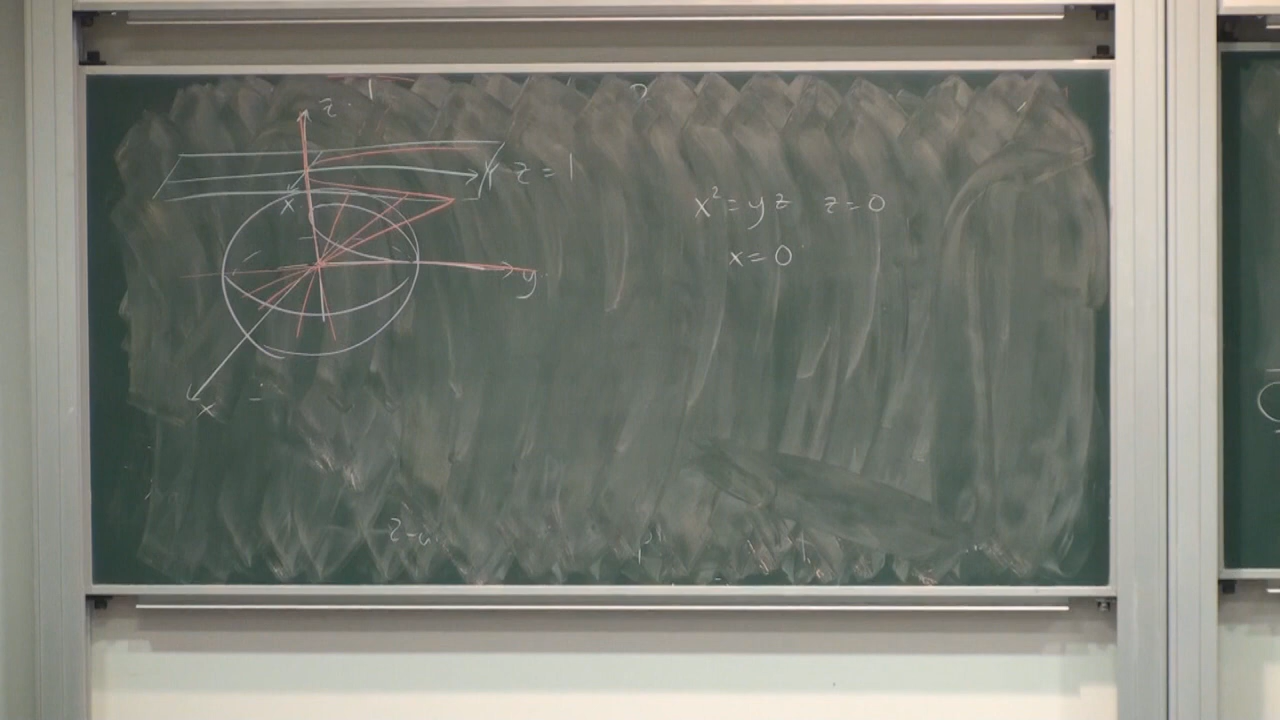 z
z = 1
x
y
x
x² = yz z = 0
x = 0